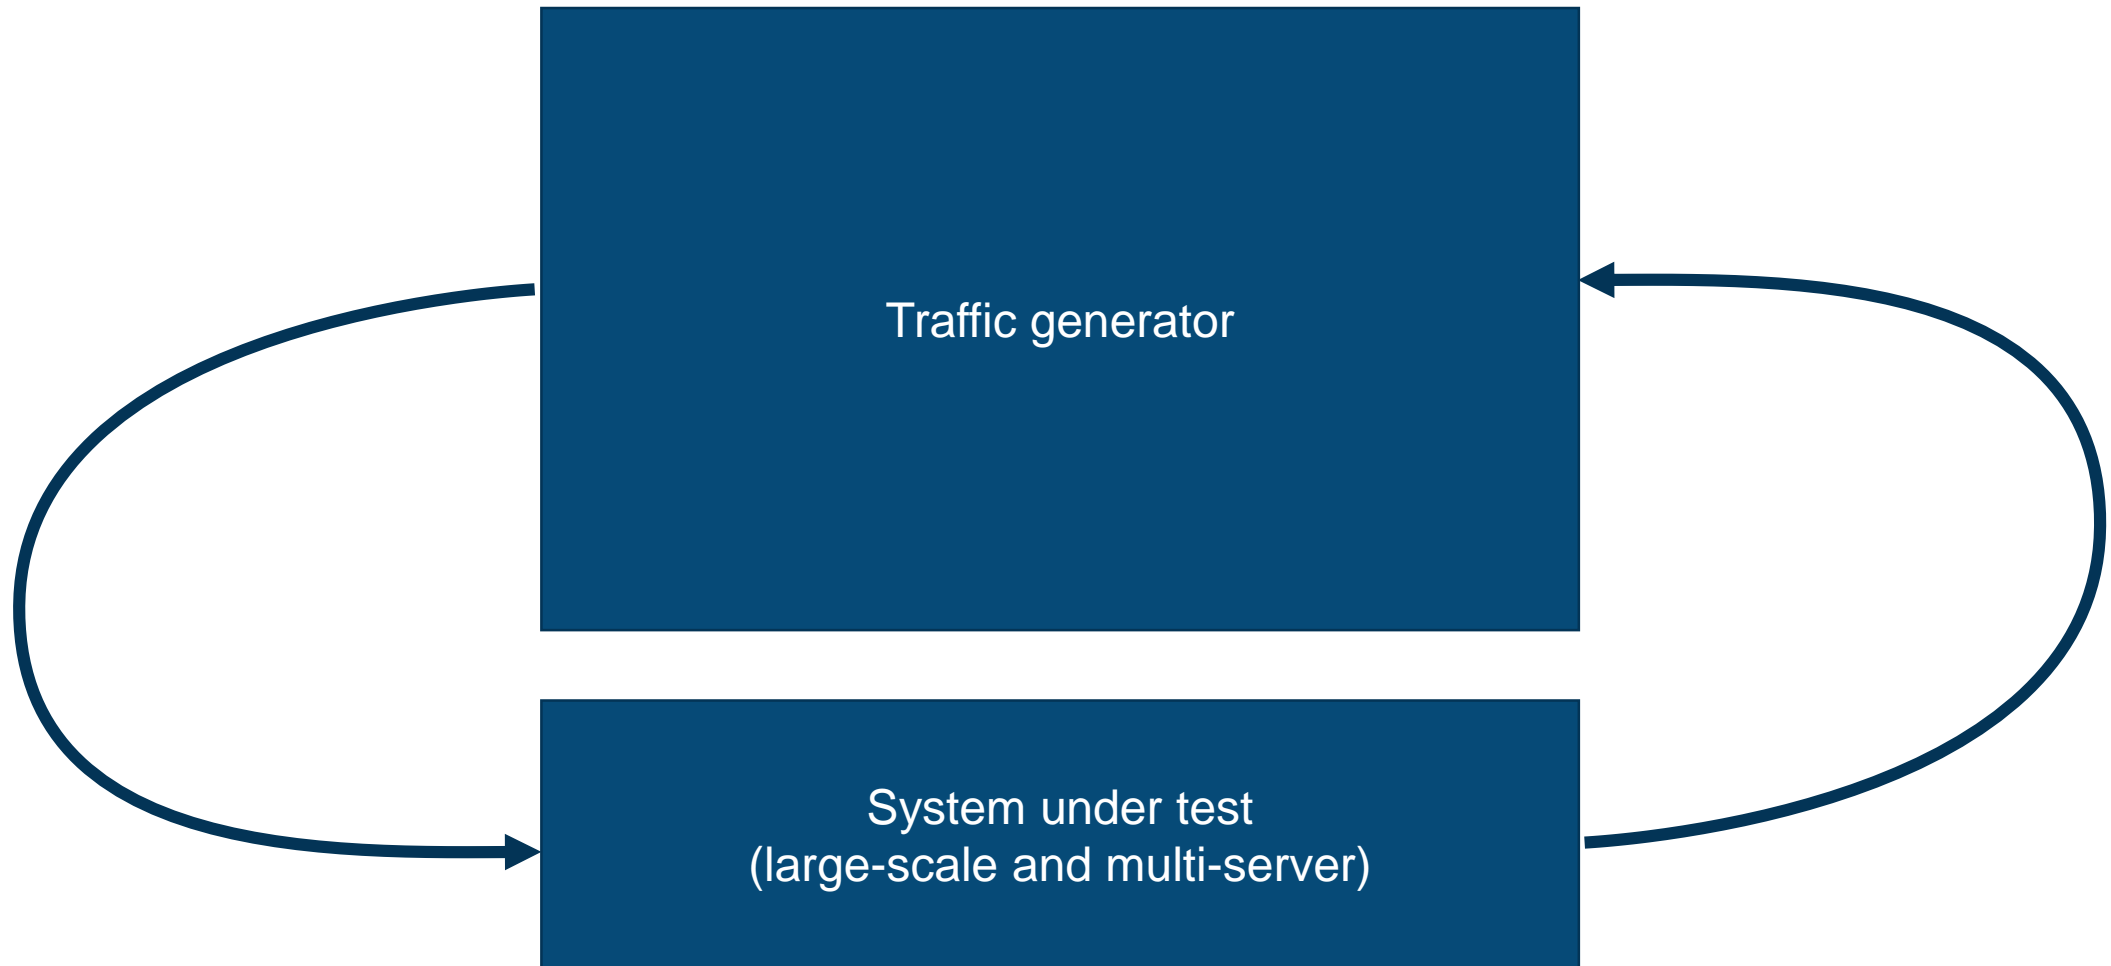 Traffic generator
System under test
(large-scale and multi-server)